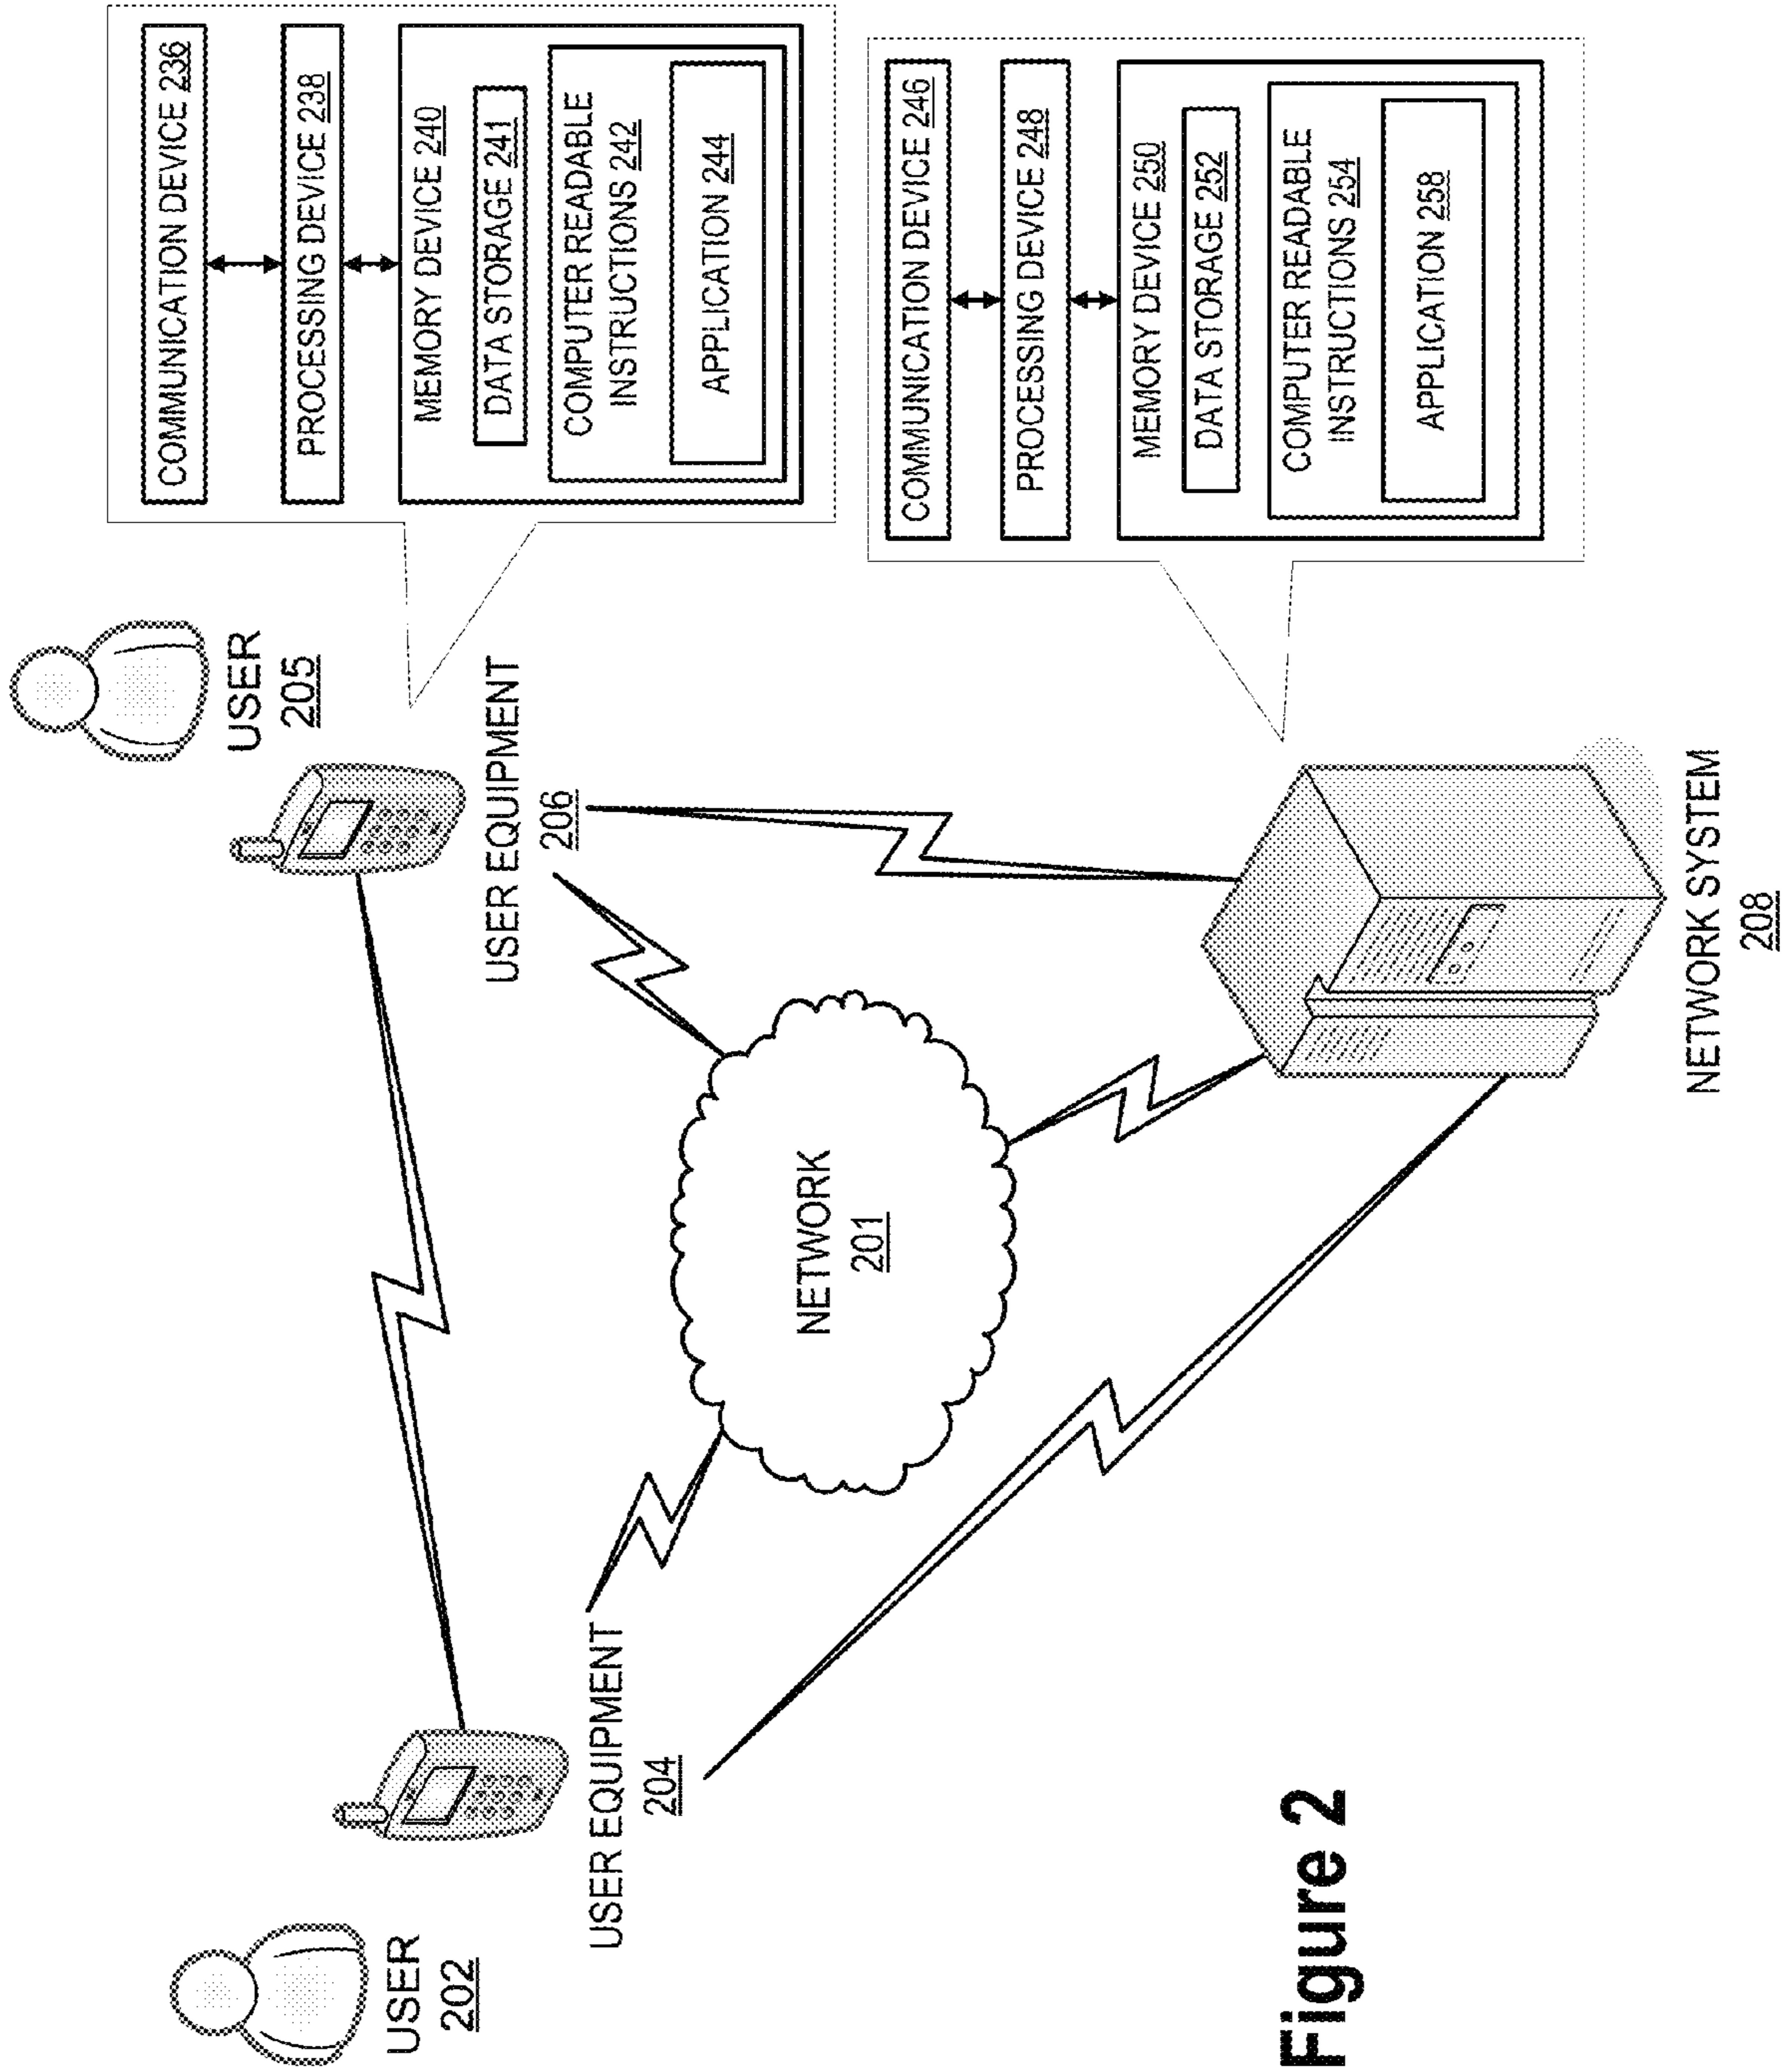 USER
205
COMMUNICATION DEVICE 236
PROCESSING DEVICE 238
MEMORY DEVICE 240
DATA STORAGE 241
COMPUTER READABLE
INSTRUCTIONS 242
APPLICATION 244
USER
202
USER EQUIPMENT
206
USER EQUIPMENT
204
NETWORK
201
COMMUNICATION DEVICE 246
PROCESSING DEVICE 248
MEMORY DEVICE 250
DATA STORAGE 252
COMPUTER READABLE
INSTRUCTIONS 254
APPLICATION 258
NETWORK SYSTEM
208
Figure 2